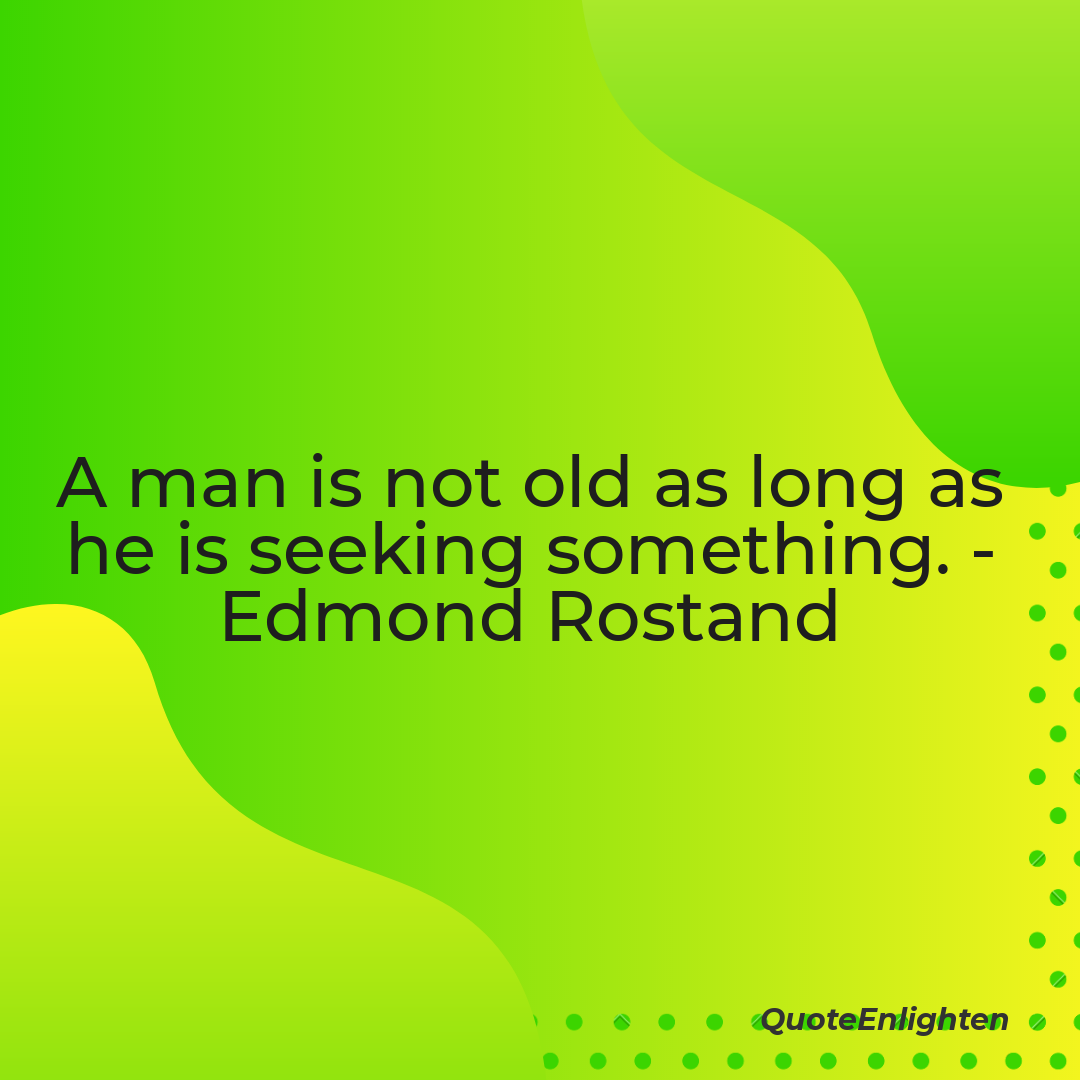 A man is not old as long as
he is seeking something. -
Edmond Rostand
QuoteEnlighten